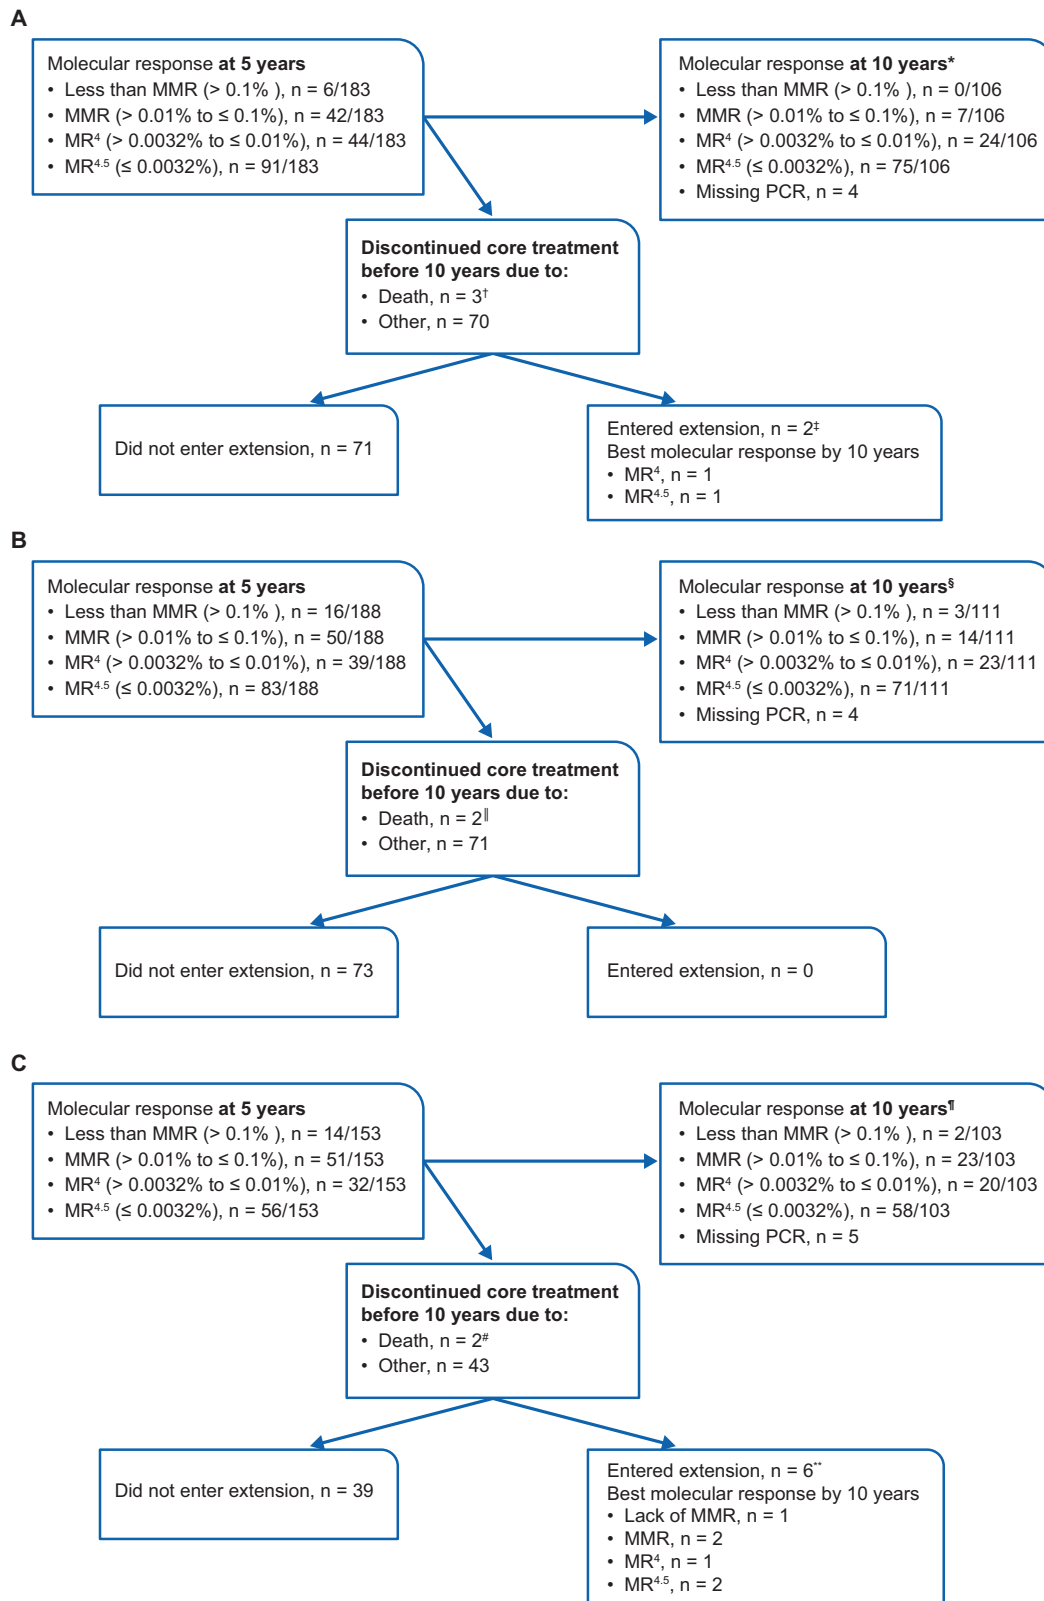 A
Molecular response at 5 years
• Less than MMR (> 0.1% ), n = 6/183
• MMR (> 0.01% to ≤ 0.1%), n = 42/183
• MR⁴ (> 0.0032% to ≤ 0.01%), n = 44/183
• MR⁴·⁵ (≤ 0.0032%), n = 91/183
Molecular response at 10 years*
• Less than MMR (> 0.1% ), n = 0/106
• MMR (> 0.01% to ≤ 0.1%), n = 7/106
• MR⁴ (> 0.0032% to ≤ 0.01%), n = 24/106
• MR⁴·⁵ (≤ 0.0032%), n = 75/106
• Missing PCR, n = 4
Discontinued core treatment
before 10 years due to:
• Death, n = 3†
• Other, n = 70
Did not enter extension, n = 71
Entered extension, n = 2‡
Best molecular response by 10 years
• MR⁴, n = 1
• MR⁴·⁵, n = 1
B
Molecular response at 5 years
• Less than MMR (> 0.1% ), n = 16/188
• MMR (> 0.01% to ≤ 0.1%), n = 50/188
• MR⁴ (> 0.0032% to ≤ 0.01%), n = 39/188
• MR⁴·⁵ (≤ 0.0032%), n = 83/188
Molecular response at 10 years§
• Less than MMR (> 0.1% ), n = 3/111
• MMR (> 0.01% to ≤ 0.1%), n = 14/111
• MR⁴ (> 0.0032% to ≤ 0.01%), n = 23/111
• MR⁴·⁵ (≤ 0.0032%), n = 71/111
• Missing PCR, n = 4
Discontinued core treatment
before 10 years due to:
• Death, n = 2‖
• Other, n = 71
Did not enter extension, n = 73
Entered extension, n = 0
C
Molecular response at 5 years
• Less than MMR (> 0.1% ), n = 14/153
• MMR (> 0.01% to ≤ 0.1%), n = 51/153
• MR⁴ (> 0.0032% to ≤ 0.01%), n = 32/153
• MR⁴·⁵ (≤ 0.0032%), n = 56/153
Molecular response at 10 years¶
• Less than MMR (> 0.1% ), n = 2/103
• MMR (> 0.01% to ≤ 0.1%), n = 23/103
• MR⁴ (> 0.0032% to ≤ 0.01%), n = 20/103
• MR⁴·⁵ (≤ 0.0032%), n = 58/103
• Missing PCR, n = 5
Discontinued core treatment
before 10 years due to:
• Death, n = 2#
• Other, n = 43
Did not enter extension, n = 39
Entered extension, n = 6**
Best molecular response by 10 years
• Lack of MMR, n = 1
• MMR, n = 2
• MR⁴, n = 1
• MR⁴·⁵, n = 2